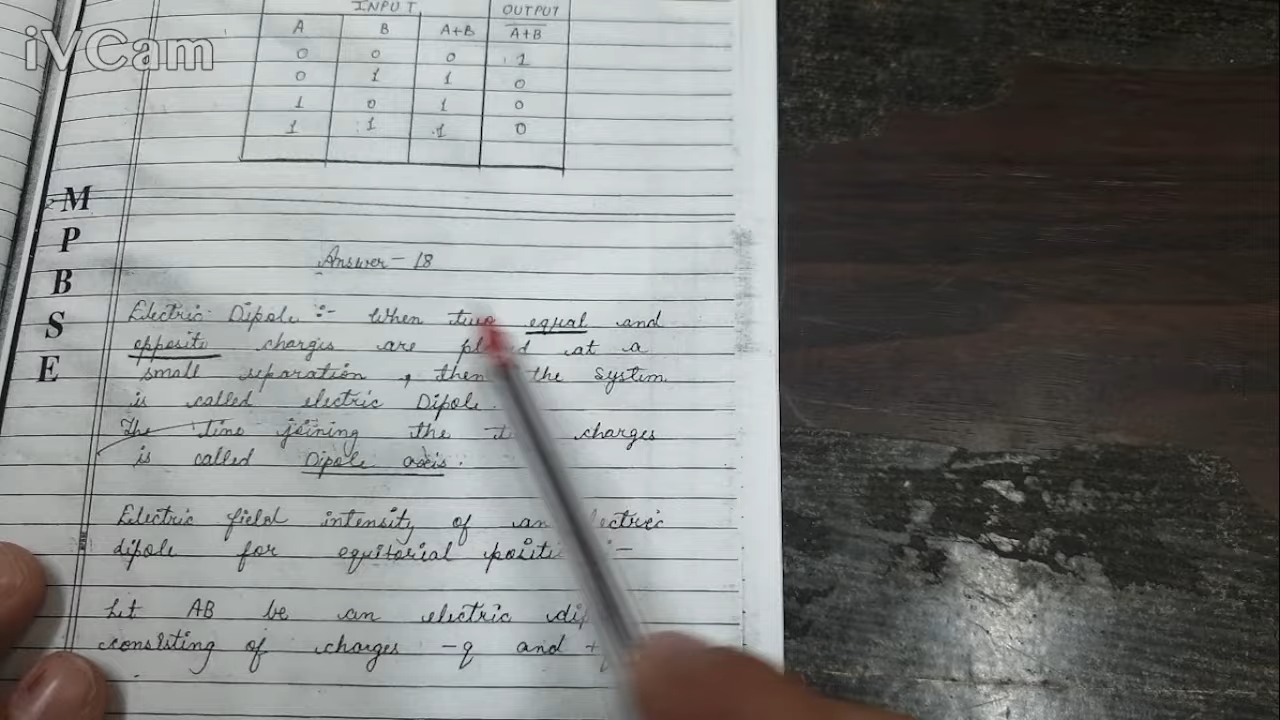 iVCam
INPUT OUTPUT
A B A+B A+B
0 0 0 1
0 1 1 0
1 0 1 0
1 1 1 0
M
P
B
S
E
Answer - 18
Electric Dipole :- When two equal and
opposite charges are at a
small separation, then the System
is called electric Dipole.
The line joining the charges
is called Dipole axis.
Electric field intensity of an
dipole for equitorial
Let AB be an electric
consisting of charges -q and +q